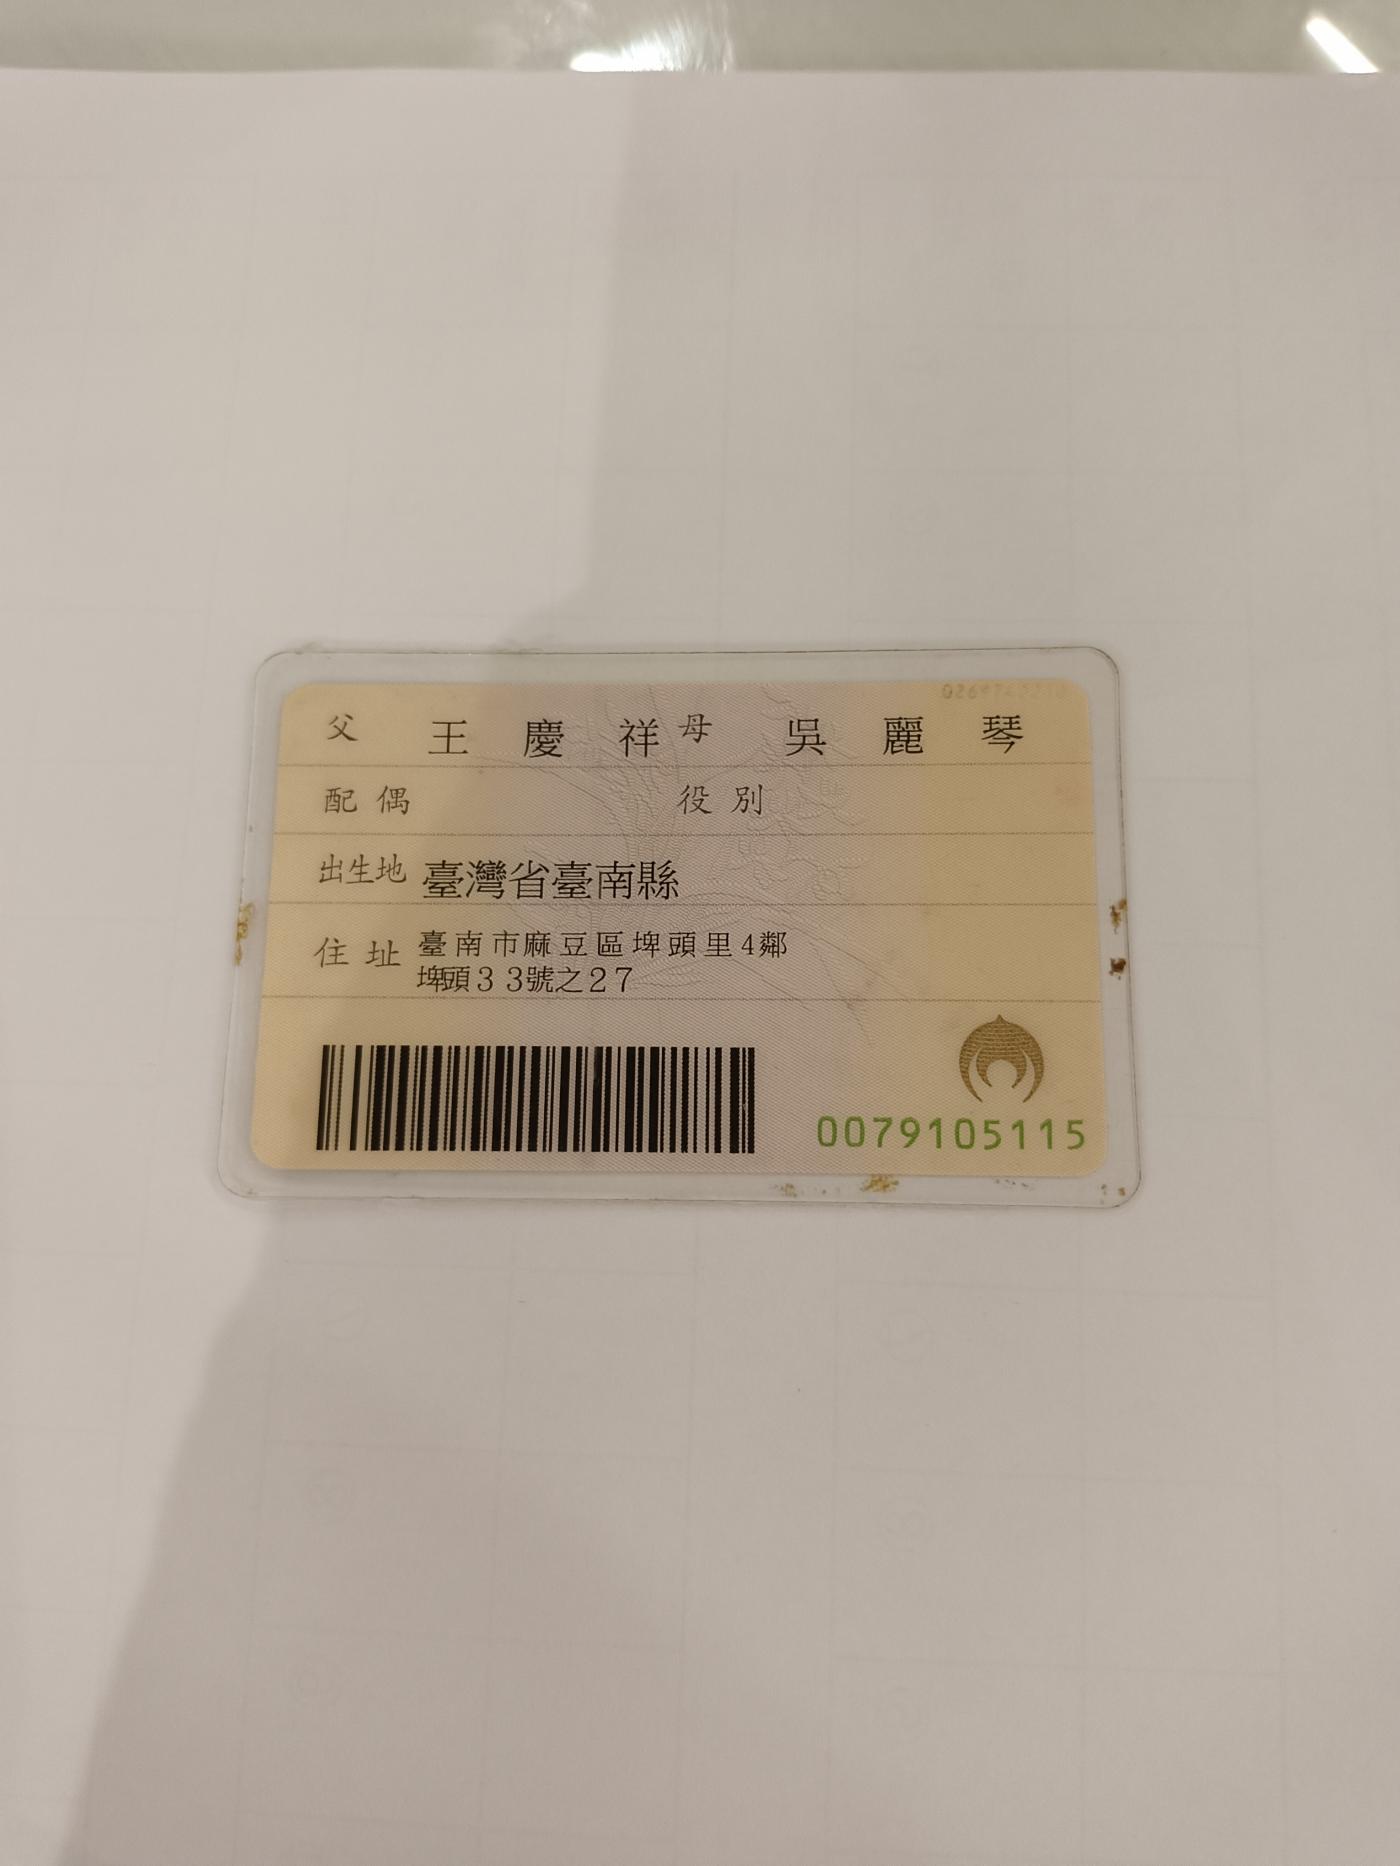 父 王慶祥 母 吳麗琴
配偶 役別
出生地 臺灣省臺南縣
住址 臺南市麻豆區埤頭里4鄰
埤頭33號之27
0079105115